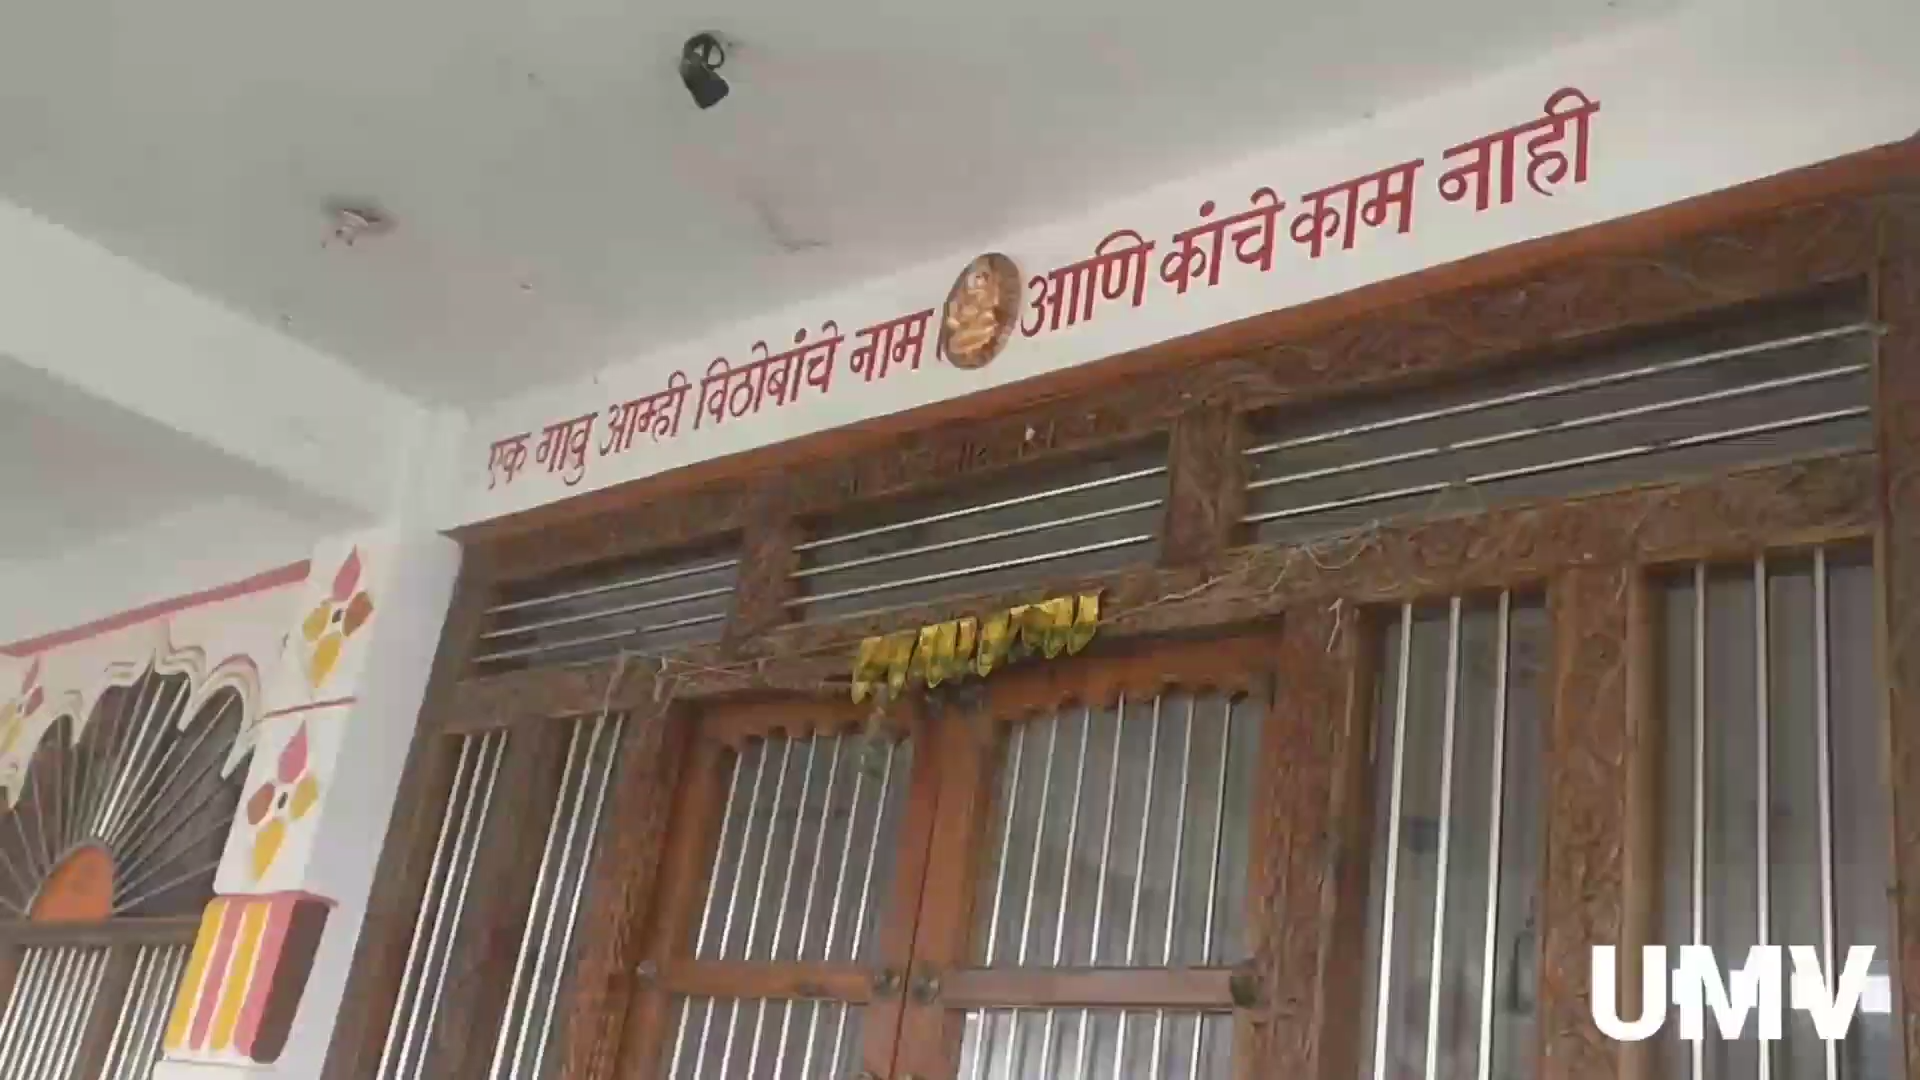 एक गावु आम्ही विठोबांचे नाम। आणि कांचे काम नाही
UMV